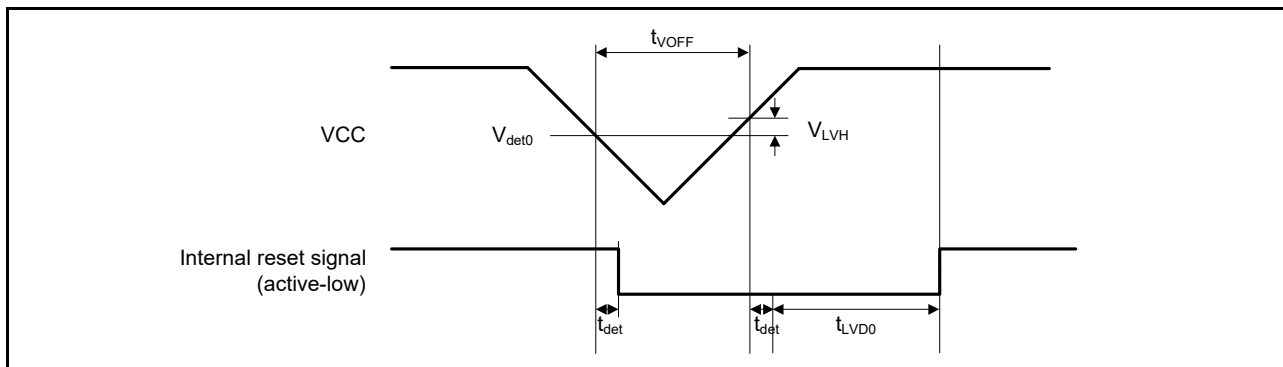 tVOFF
VCC
Vdet0
VLVH
Internal reset signal
(active-low)
tdet
tdet
tLVD0